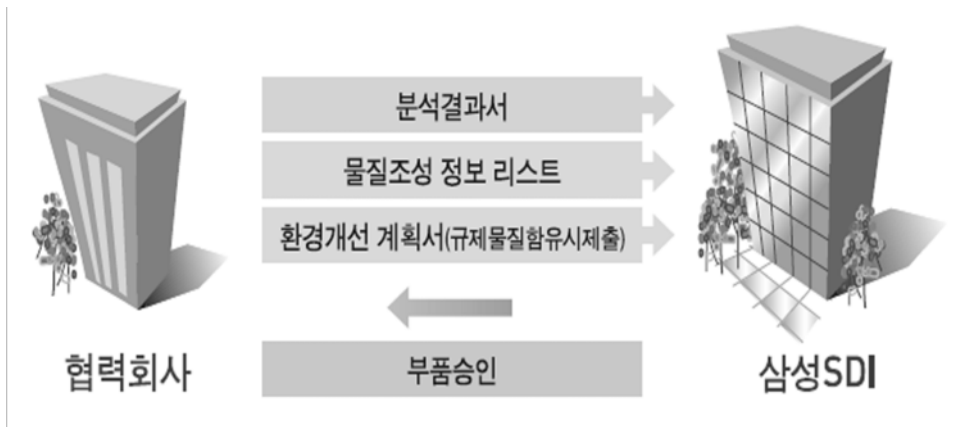 분석결과서
물질조성 정보 리스트
환경개선 계획서(규제물질함유시제출)
협력회사
부품승인
삼성SDI